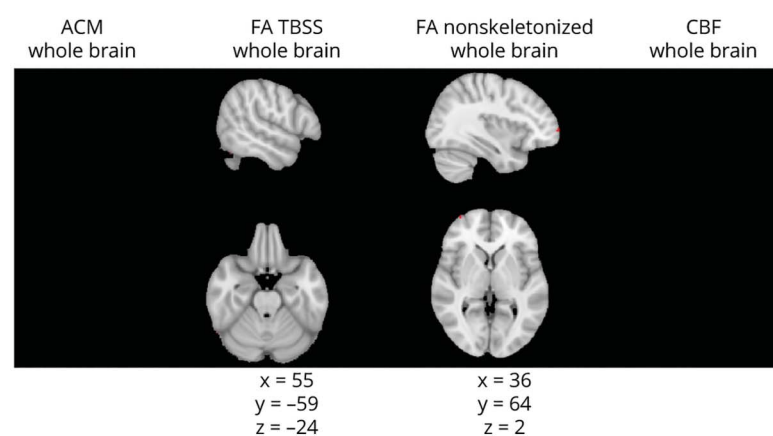 ACM
whole brain
FA TBSS
whole brain
FA nonskeletonized
whole brain
CBF
whole brain
x = 55
y = –59
z = –24
x = 36
y = 64
z = 2